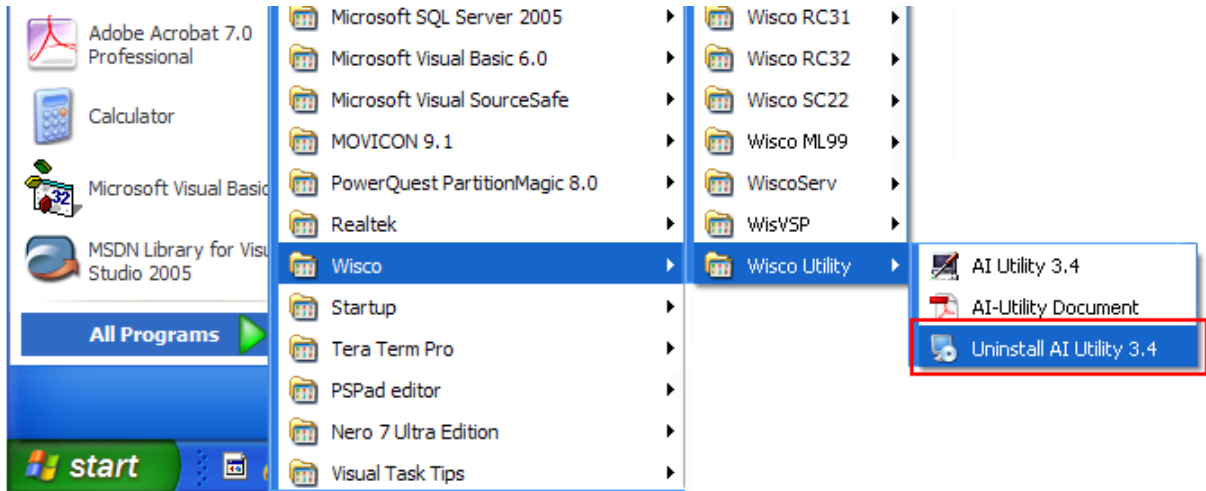 Adobe Acrobat 7.0
Professional
Calculator
Microsoft Visual Basic
MSDN Library for Visu
Studio 2005
All Programs
start
Microsoft SQL Server 2005
Microsoft Visual Basic 6.0
Microsoft Visual SourceSafe
MOVICON 9.1
PowerQuest PartitionMagic 8.0
Realtek
Wisco
Startup
Tera Term Pro
PSPad editor
Nero 7 Ultra Edition
Visual Task Tips
Wisco RC31
Wisco RC32
Wisco SC22
Wisco ML99
WiscoServ
WisVSP
Wisco Utility
AI Utility 3.4
AI-Utility Document
Uninstall AI Utility 3.4